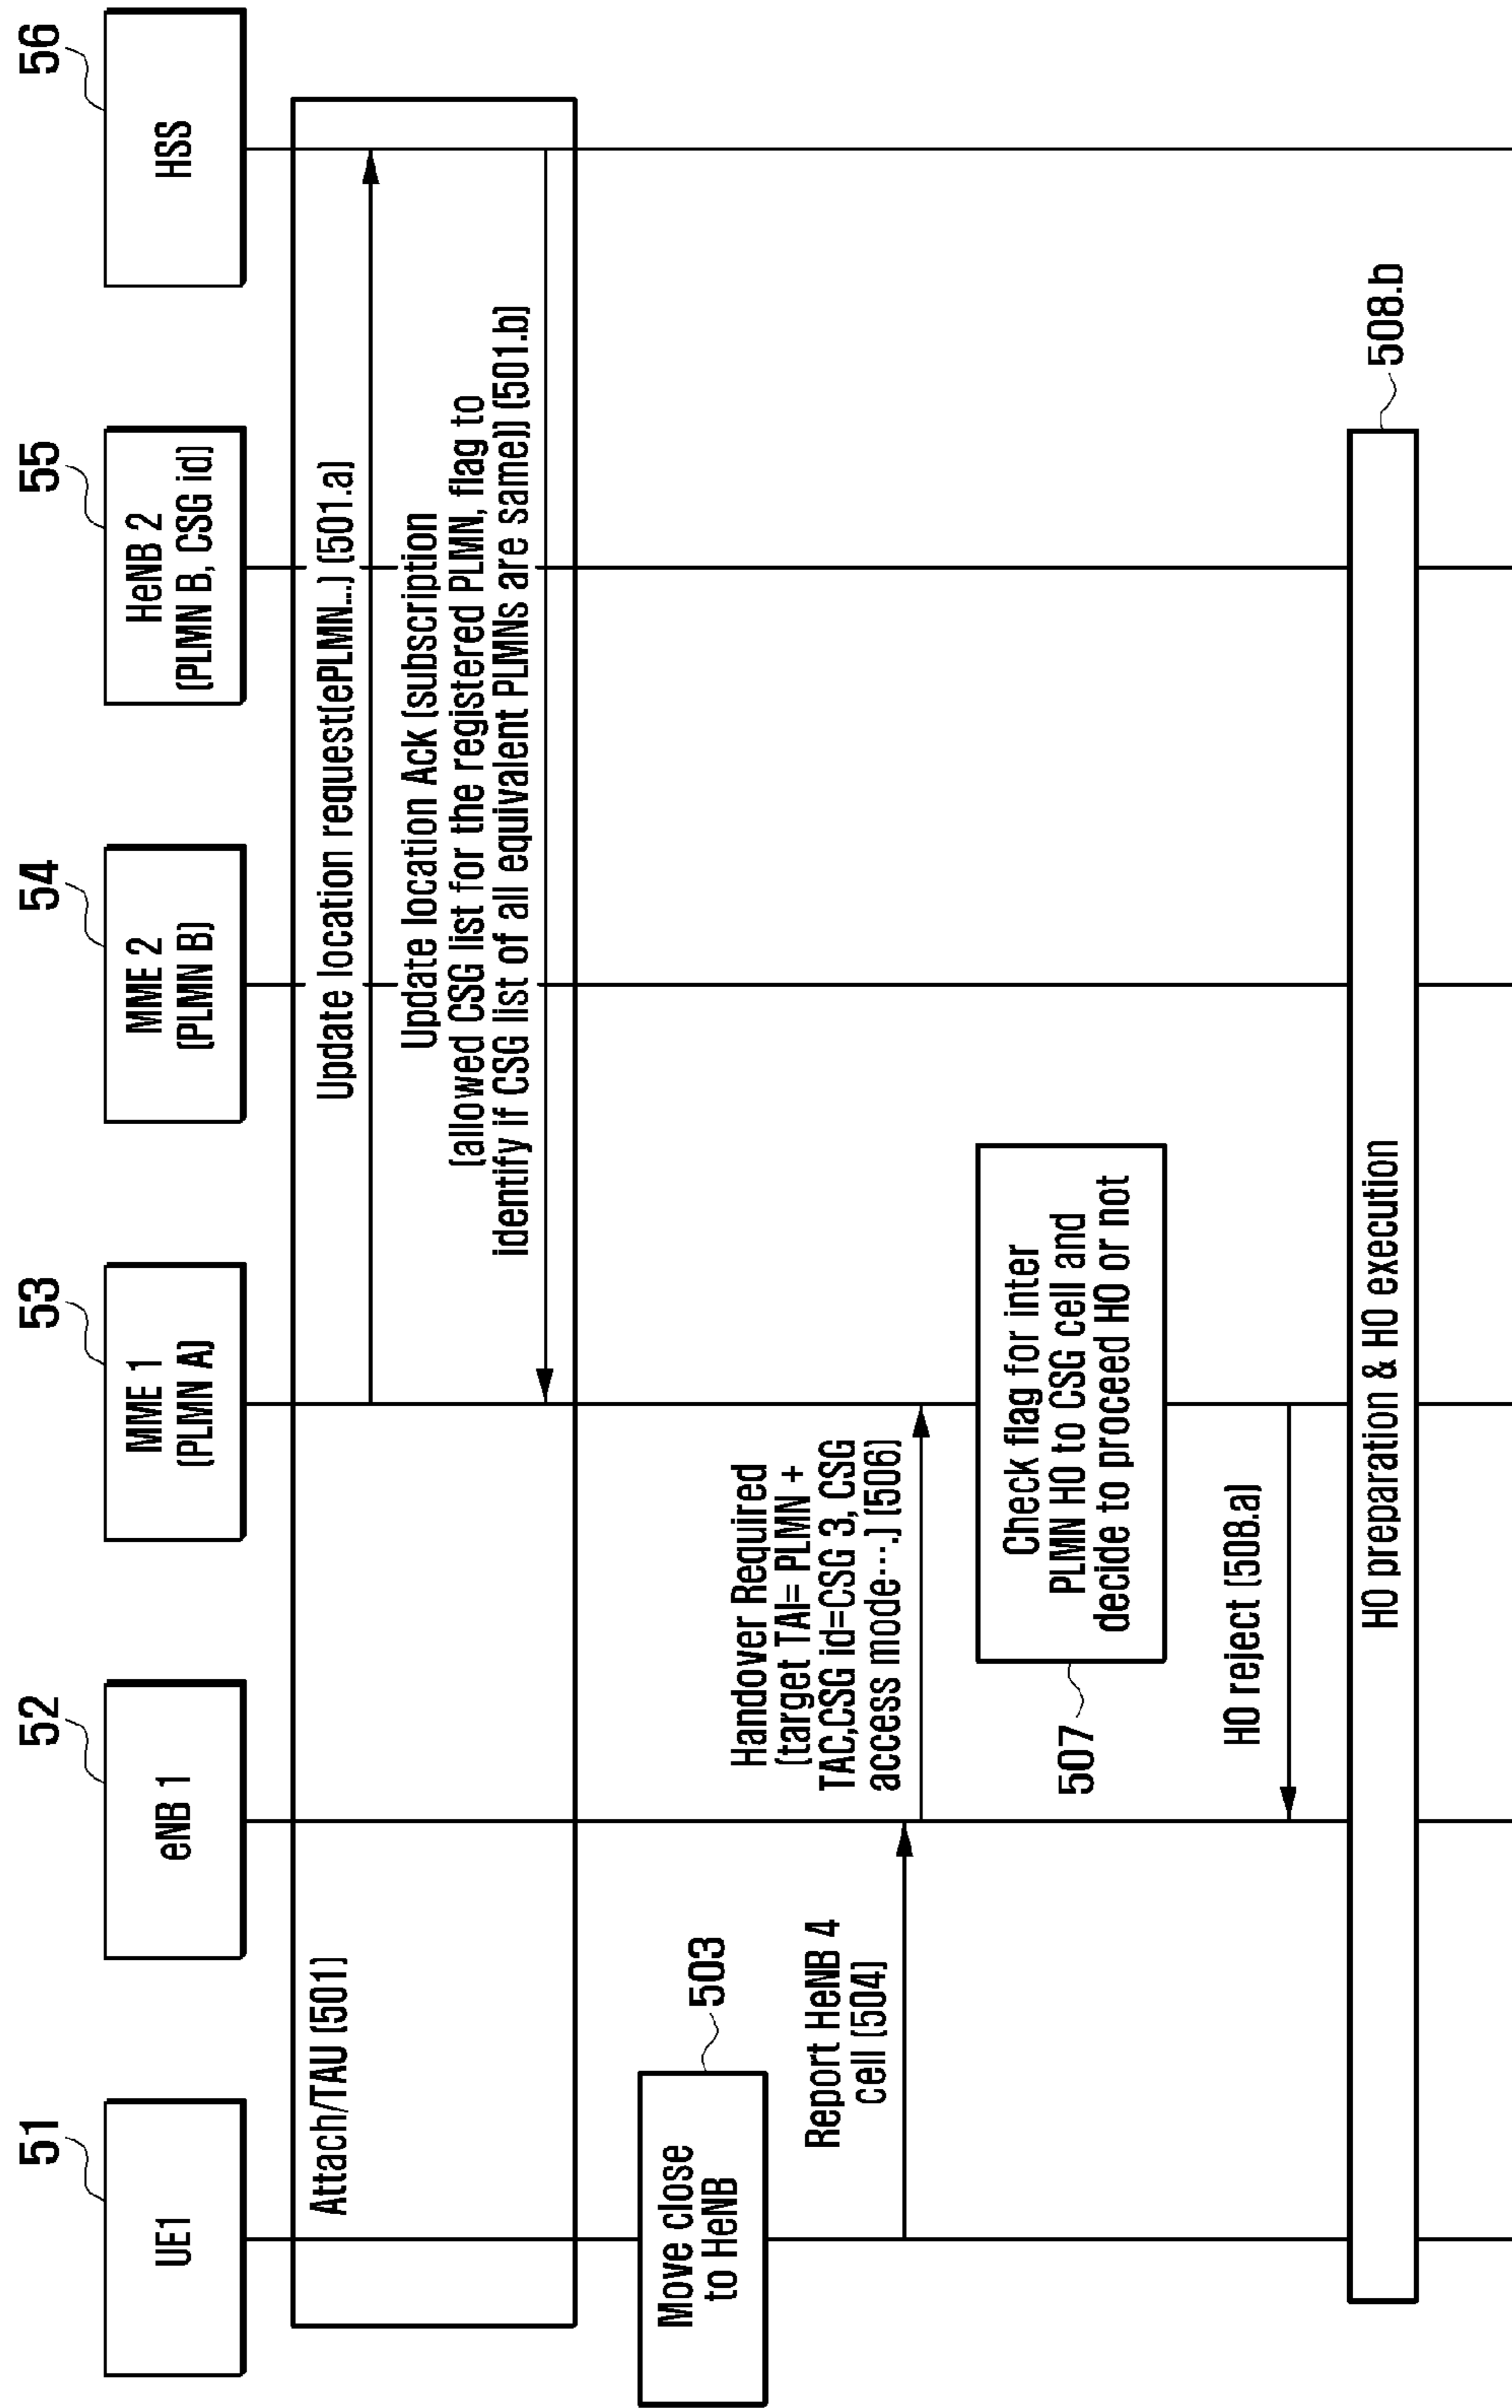 51
52
53
54
55
56
UE1
eNB 1
MME 1
(PLMN A)
MME 2
(PLMN B)
HeNB 2
(PLMN B, CSG id)
HSS
Attach/TAU (501)
Update location request(ePLMN...) (501.a)
Update location Ack (subscription
(allowed CSG list for the registered PLMN, flag to
identify if CSG list of all equivalent PLMNs are same)) (501.b)
Move close
to HeNB
503
Report HeNB 4
cell (504)
Handover Required
(target TAI= PLMN +
TAC,CSG id=CSG 3, CSG
access mode···,) (506)
Check flag for inter
PLMN HO to CSG cell and
decide to proceed HO or not
507
HO reject (508.a)
HO preparation & HO execution
508.b